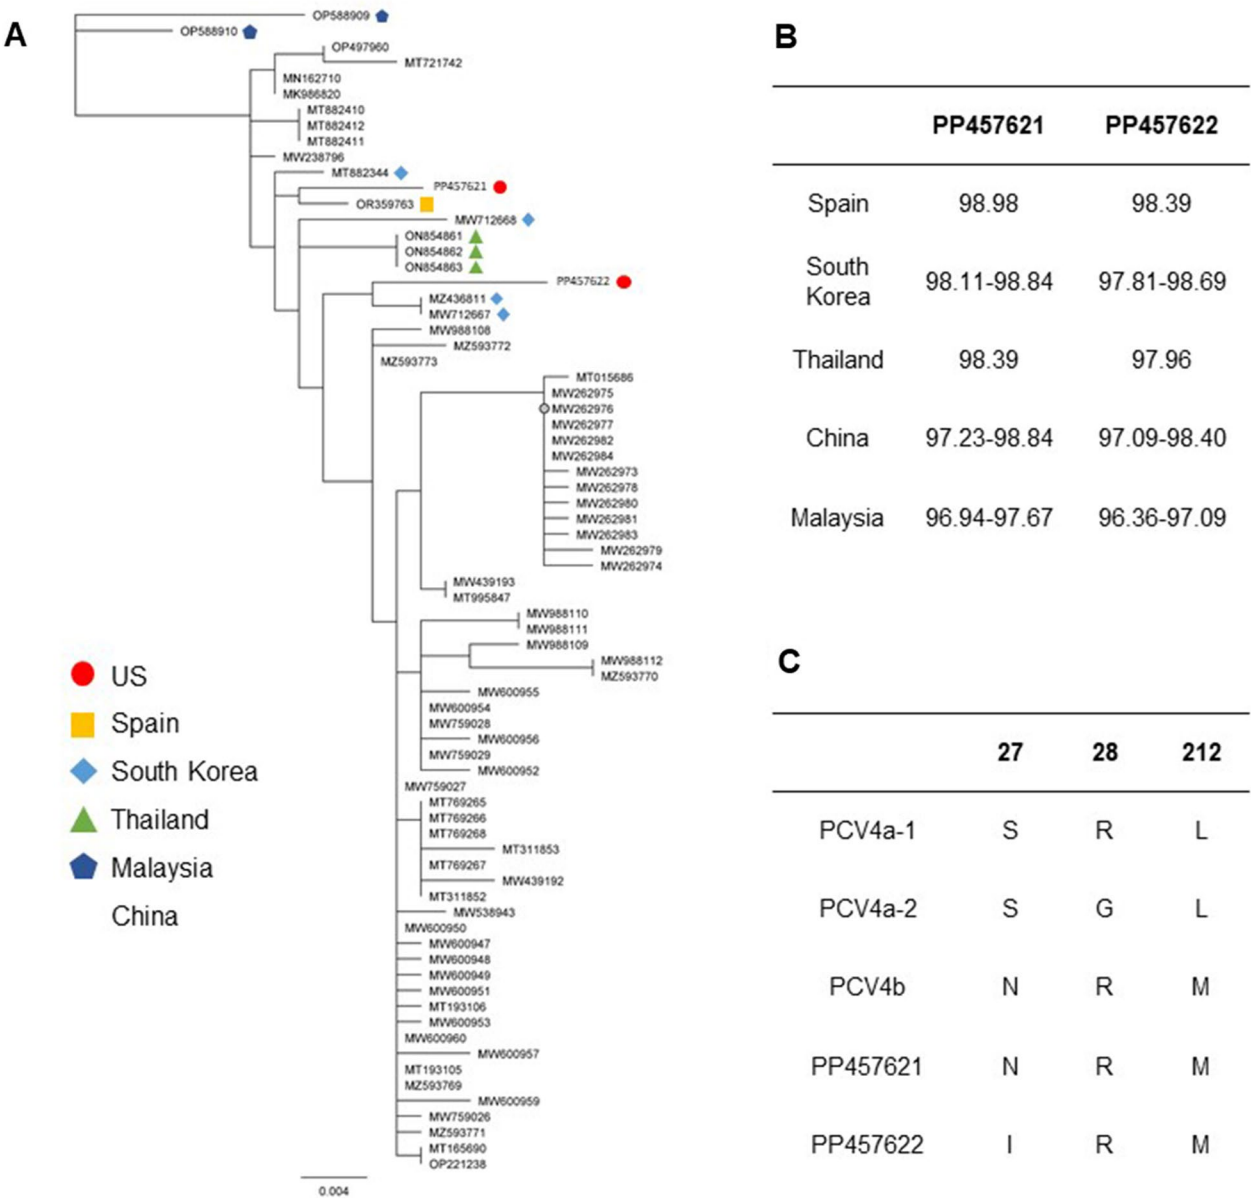 A
OP588909
OP588910
OP497960
MT721742
MN162710
MK986820
MT882410
MT882412
MT882411
MW238796
MT882344
PP457621
OR359763
MW712668
ON854861
ON854862
ON854863
PP457622
MZ436811
MW712667
MW988108
MZ593772
MZ593773
MT015686
MW262975
MW262976
MW262977
MW262982
MW262984
MW262973
MW262978
MW262980
MW262981
MW262983
MW262979
MW262974
MW439193
MT995847
MW988110
MW988111
MW988109
MW988112
MZ593770
MW600955
MW600954
MW759028
MW600956
MW759029
MW600952
MW759027
MT769265
MT769266
MT769268
MT311853
MT769267
MW439192
MT311852
MW538943
MW600950
MW600947
MW600948
MW600949
MW600951
MT193106
MW600953
MW600960
MW600957
MT193105
MZ593769
MW600959
MW759026
MZ593771
MT165690
OP221238
0.004
US
Spain
South Korea
Thailand
Malaysia
China
B
PP457621 PP457622
Spain 98.98 98.39
South
Korea 98.11-98.84 97.81-98.69
Thailand 98.39 97.96
China 97.23-98.84 97.09-98.40
Malaysia 96.94-97.67 96.36-97.09
C
27 28 212
PCV4a-1 S R L
PCV4a-2 S G L
PCV4b N R M
PP457621 N R M
PP457622 I R M